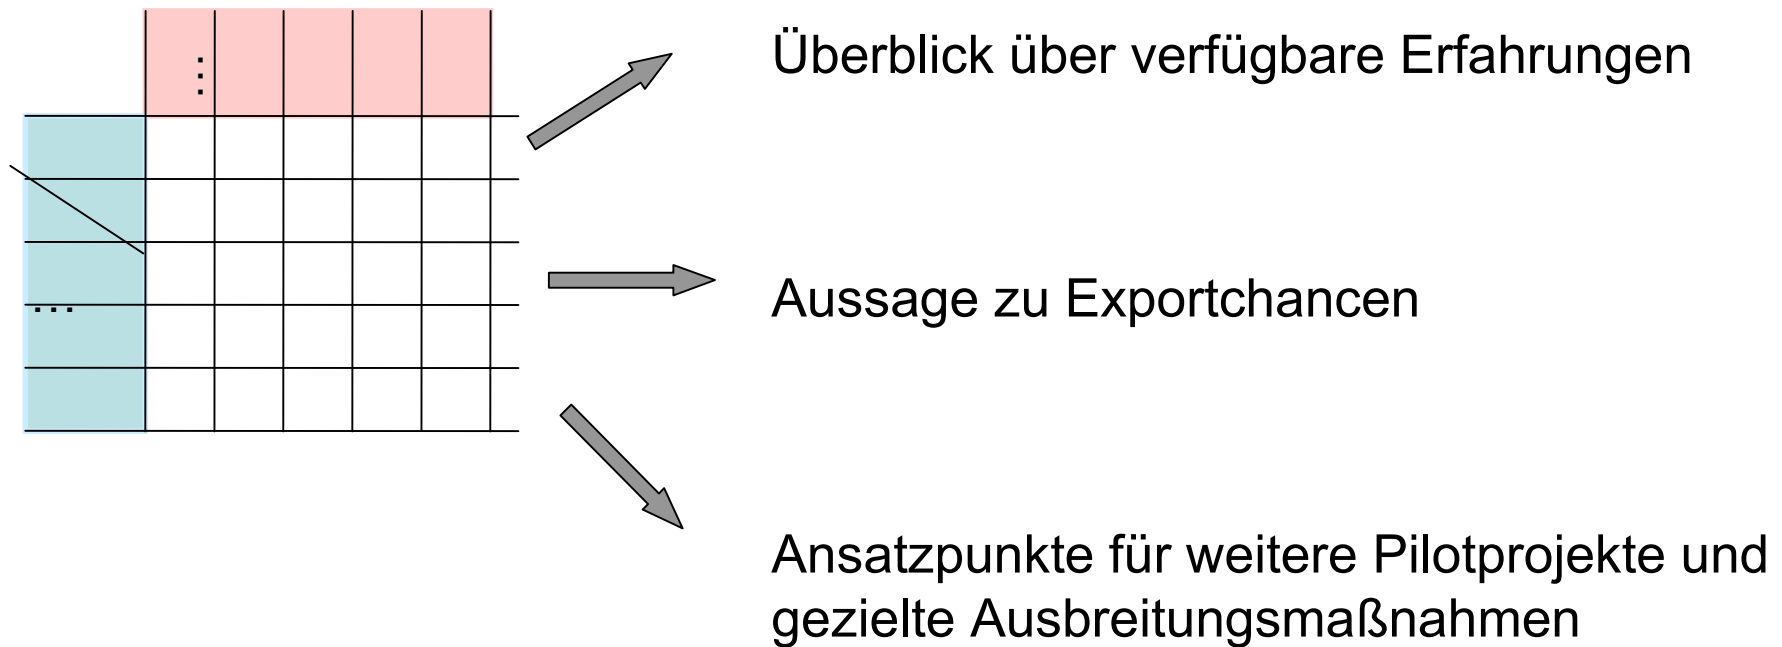 ...
Überblick über verfügbare Erfahrungen
...
Aussage zu Exportchancen
Ansatzpunkte für weitere Pilotprojekte und
gezielte Ausbreitungsmaßnahmen